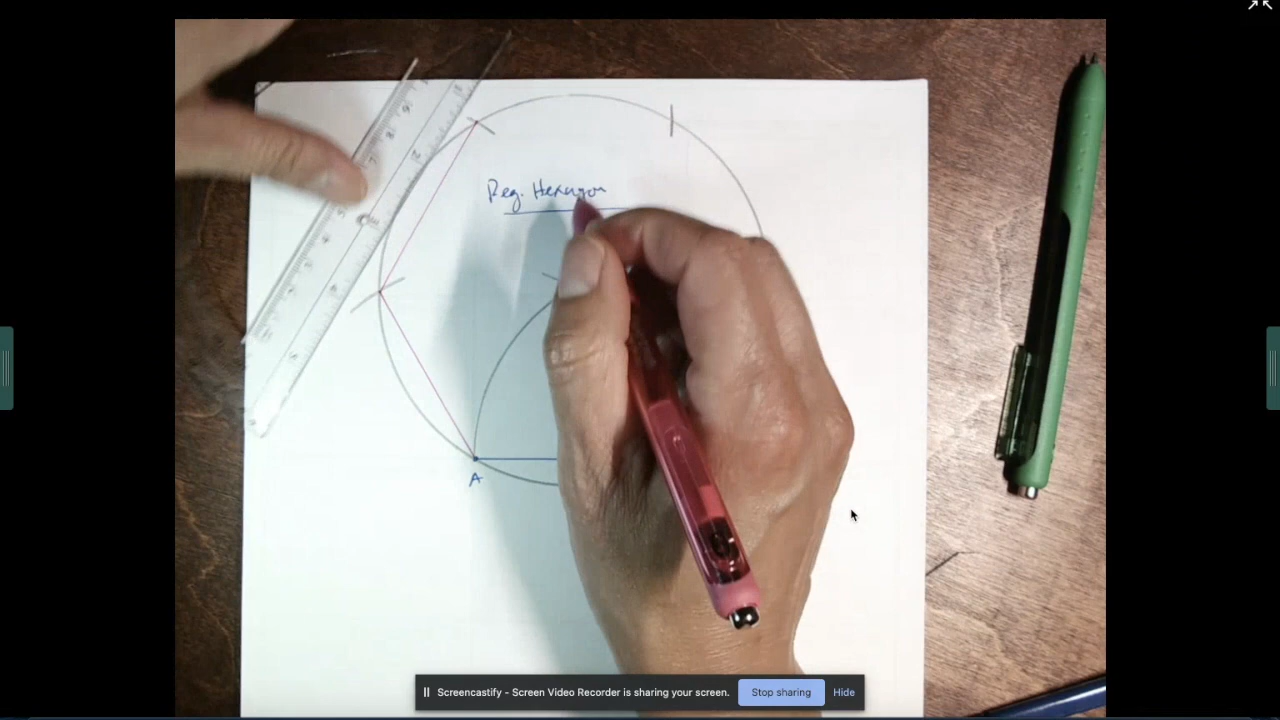 Reg. Hexagon
A
Screencastify - Screen Video Recorder is sharing your screen.
Stop sharing
Hide